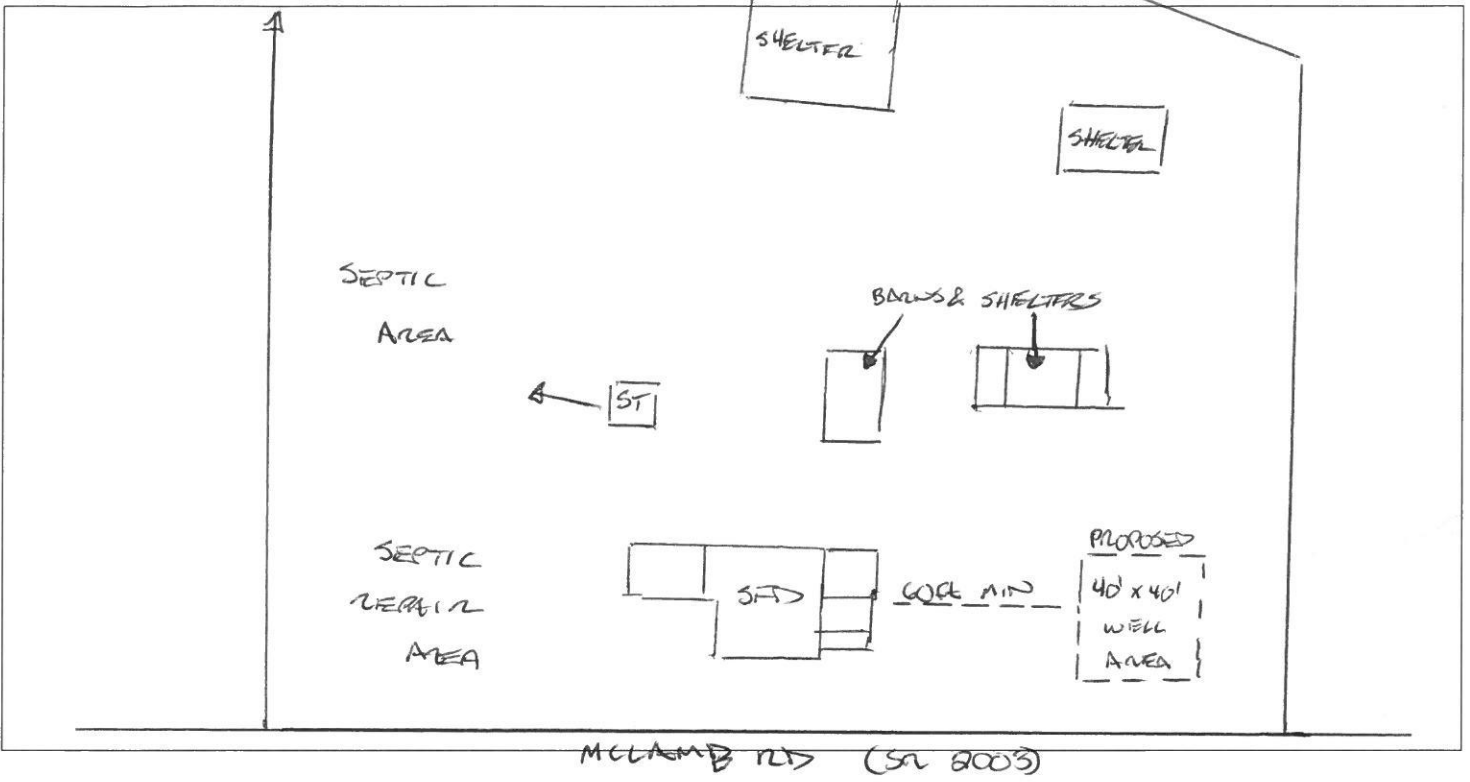 SHELTER
SHELTER
SEPTIC
AREA
BARNS & SHELTERS
ST
SEPTIC
REPAIR
AREA
SFD
60ft MIN
PROPOSED
40' x 40'
WELL
AREA
MCLAMB RD (SR 2003)